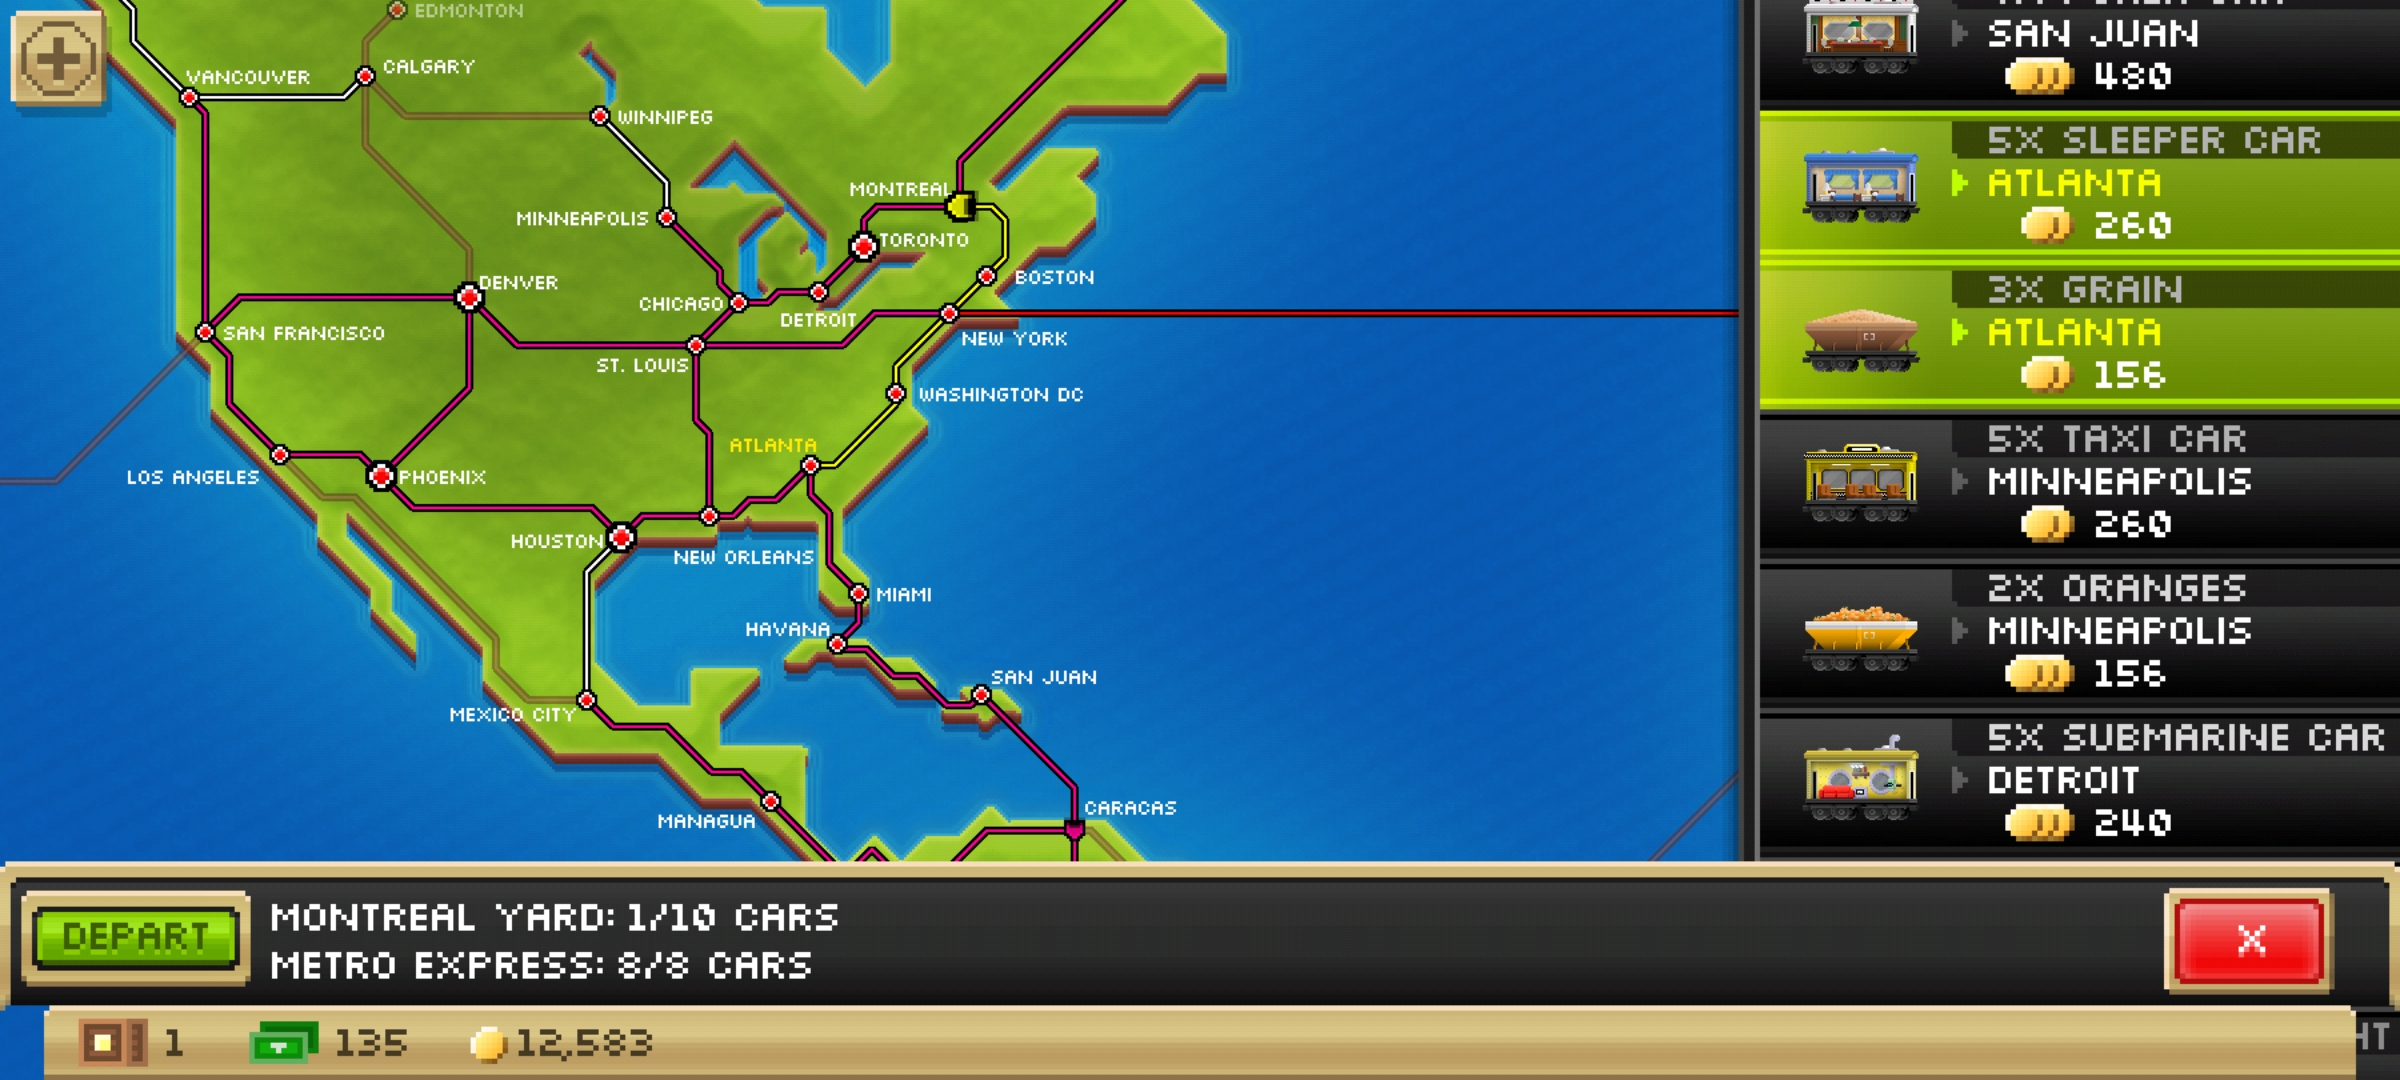 EDMONTON
CALGARY
VANCOUVER
WINNIPEG
MONTREAL
MINNEAPOLIS
TORONTO
BOSTON
DENVER
CHICAGO
DETROIT
SAN FRANCISCO
NEW YORK
ST. LOUIS
WASHINGTON DC
ATLANTA
LOS ANGELES
PHOENIX
HOUSTON
NEW ORLEANS
MIAMI
HAVANA
SAN JUAN
MEXICO CITY
CARACAS
MANAGUA
SAN JUAN
480
5X SLEEPER CAR
ATLANTA
260
3X GRAIN
ATLANTA
156
5X TAXI CAR
MINNEAPOLIS
260
2X ORANGES
MINNEAPOLIS
156
5X SUBMARINE CAR
DETROIT
240
DEPART
MONTREAL YARD: 1/10 CARS
METRO EXPRESS: 8/8 CARS
X
1
135
12,583
HT